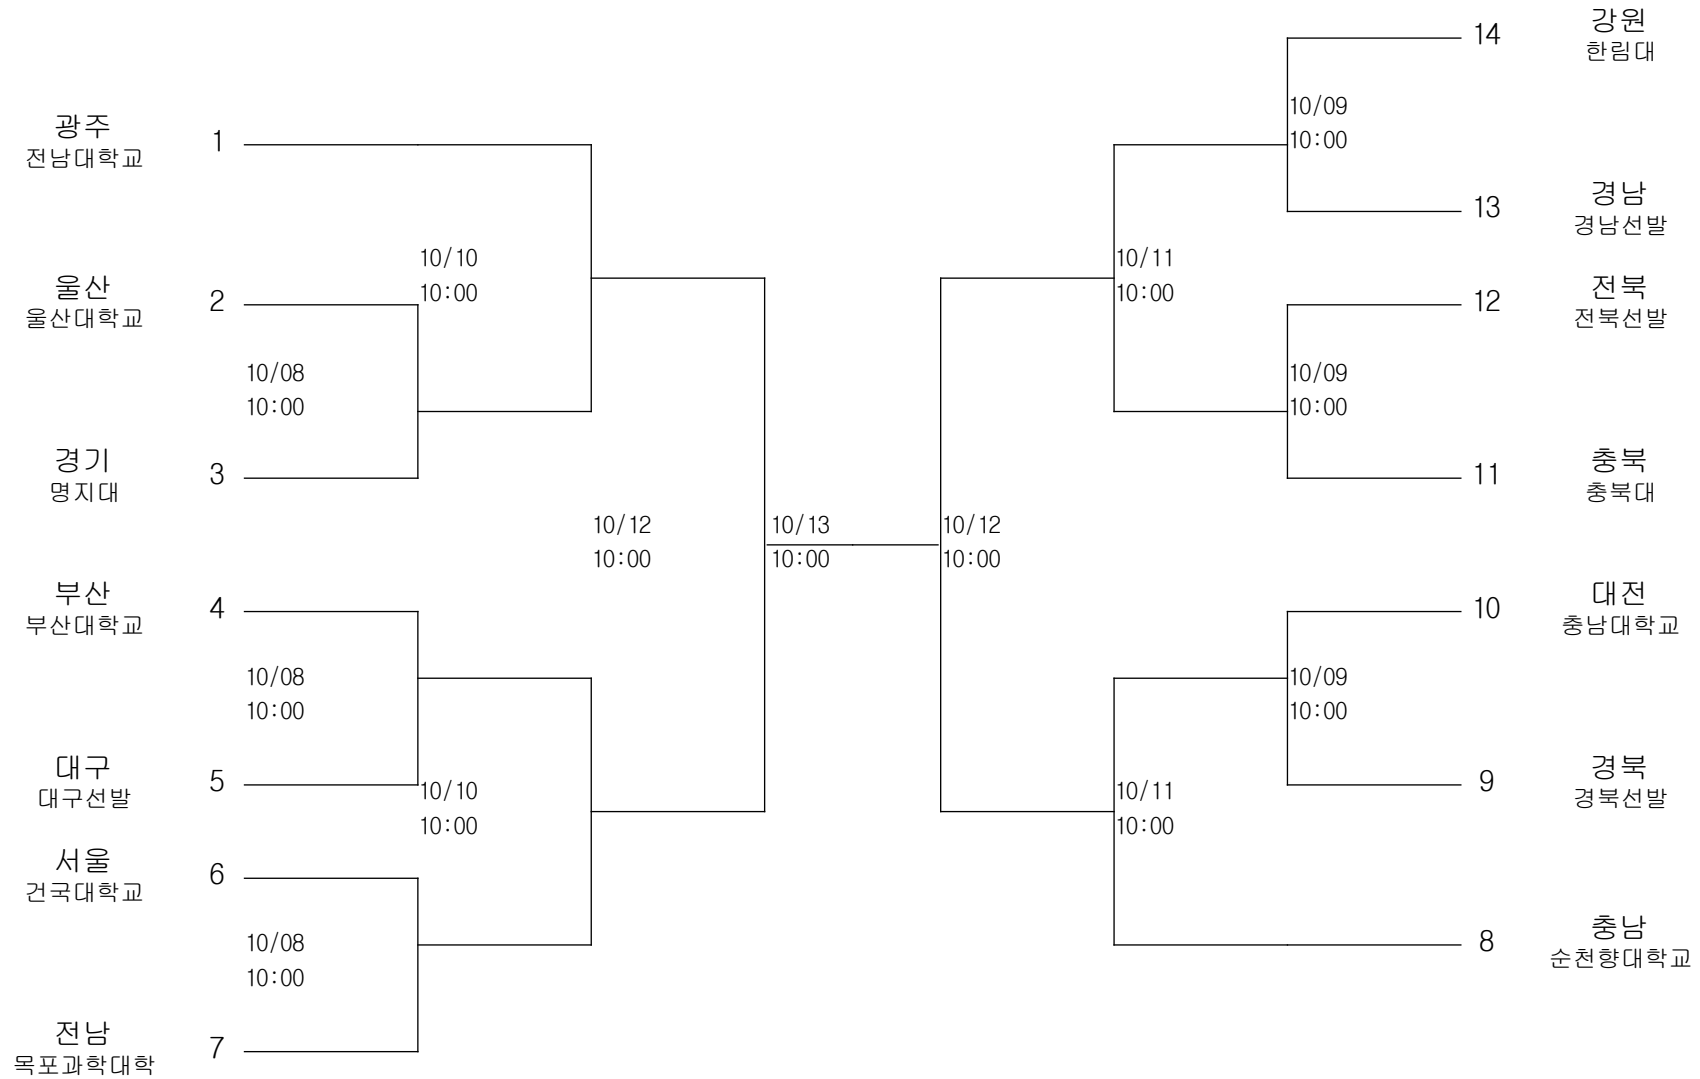 14
강원
한림대
10/09
10:00
광주
전남대학교
1
13
경남
경남선발
10/10
10:00
10/11
10:00
울산
울산대학교
2
12
전북
전북선발
10/08
10:00
10/09
10:00
경기
명지대
3
11
충북
충북대
10/12
10:00
10/13
10:00
10/12
10:00
부산
부산대학교
4
10
대전
충남대학교
10/08
10:00
10/09
10:00
대구
대구선발
5
10/10
10:00
10/11
10:00
9
경북
경북선발
서울
건국대학교
6
10/08
10:00
8
충남
순천향대학교
전남
목포과학대학
7